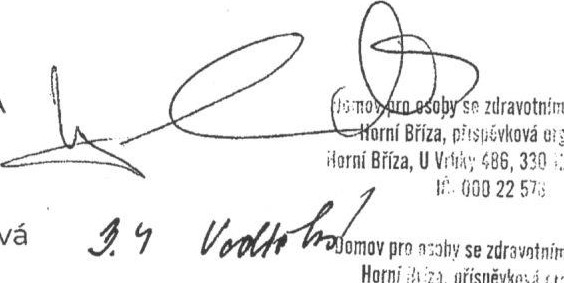 Domov pro osoby se zdravotním
Horní Bříza, příspěvková org
Horní Bříza, U Vrbky 486, 330
IČ: 000 22 578
vá 3.4
Domov pro osoby se zdravotním
Horní Bříza, příspěvková